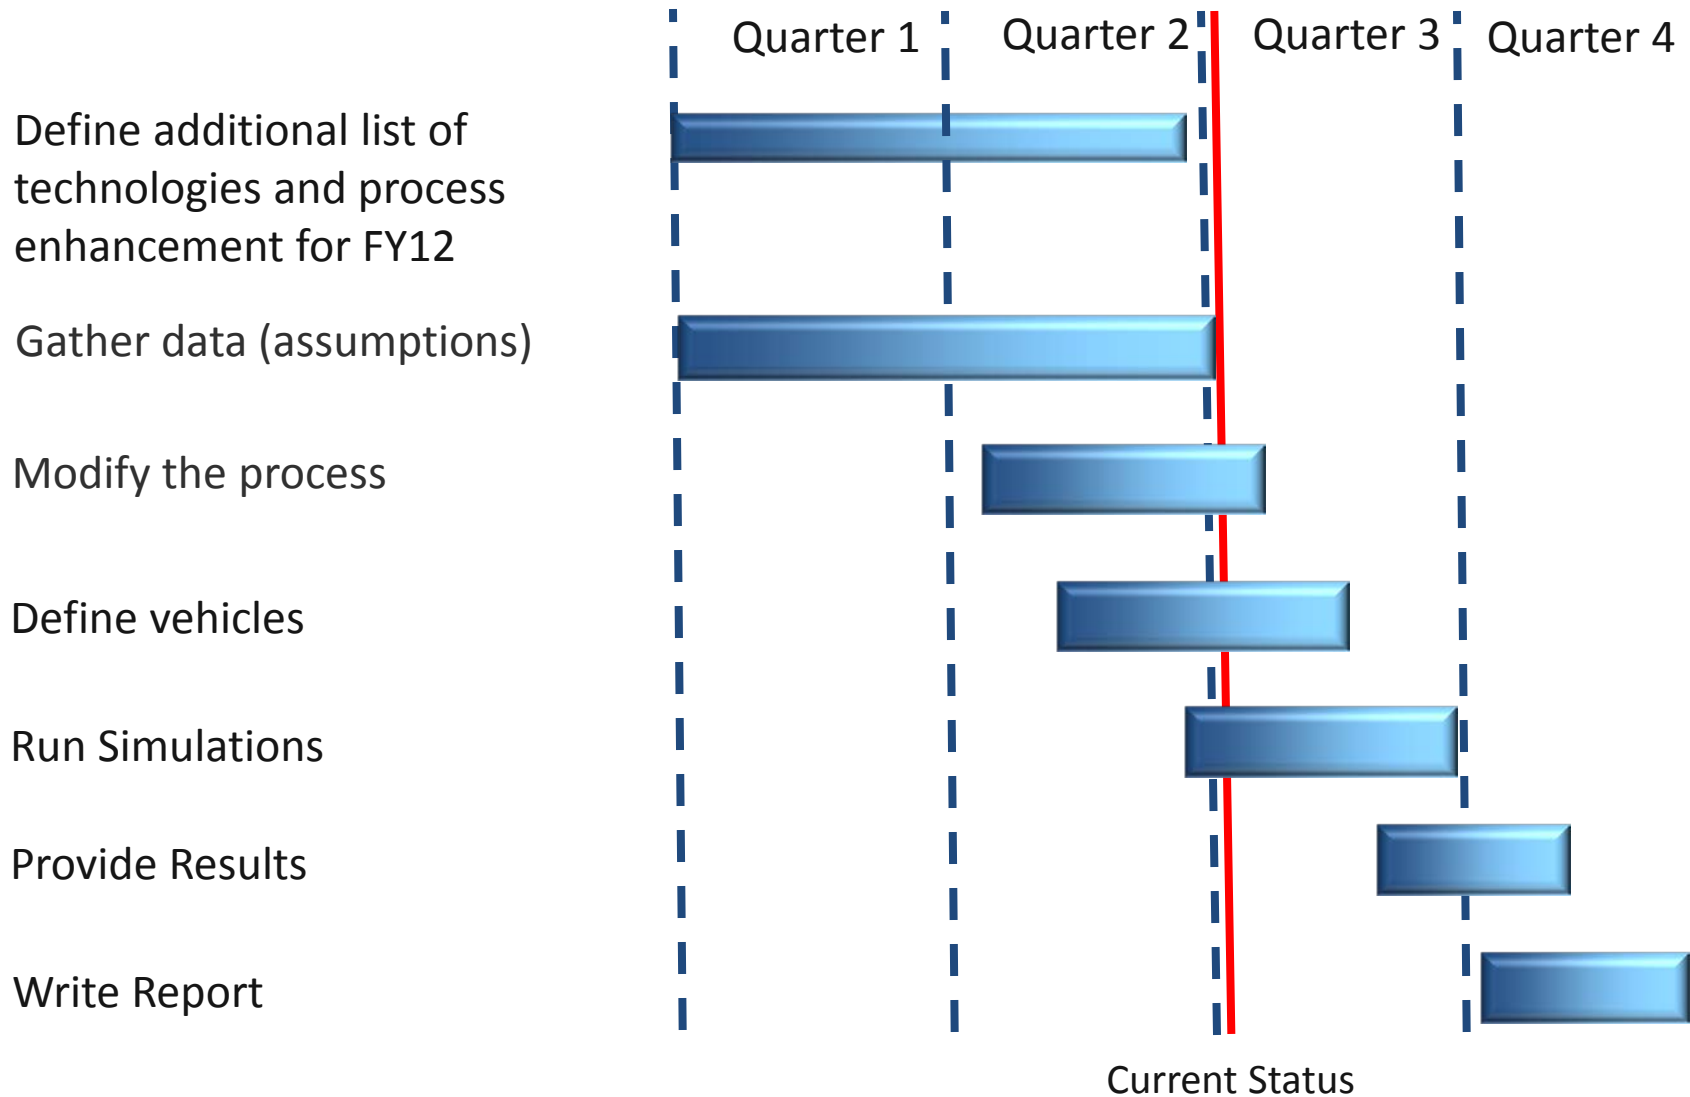 Quarter 1
Quarter 2
Quarter 3
Quarter 4
Define additional list of
technologies and process
enhancement for FY12
Gather data (assumptions)
Modify the process
Define vehicles
Run Simulations
Provide Results
Write Report
Current Status